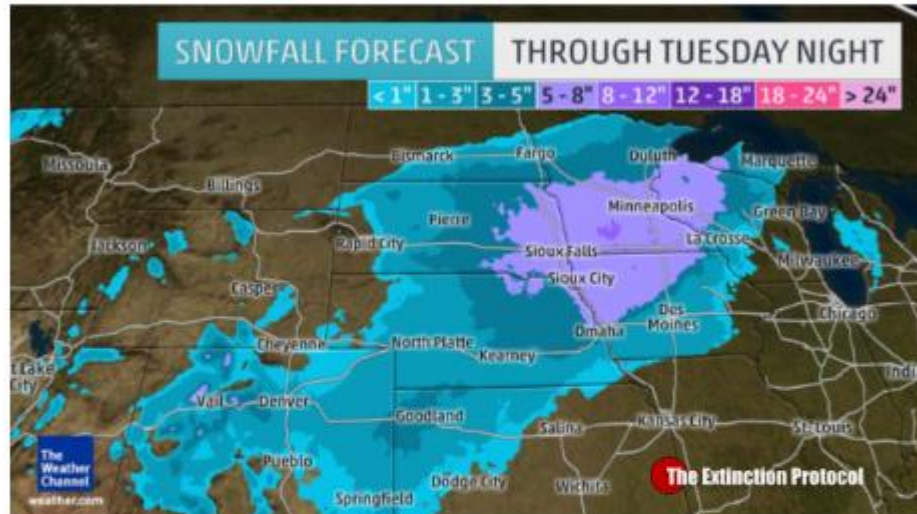 SNOWFALL FORECAST THROUGH TUESDAY NIGHT
< 1" 1 - 3" 3 - 5" 5 - 8" 8 - 12" 12 - 18" 18 - 24" > 24"
Missoula
Bismarck Fargo Duluth Marquette
Billings
Minneapolis
Pierre Green Bay
Jackson Rapid City Sioux Falls La Crosse
Milwaukee
Casper Sioux City
Des
Moines Chicago
Omaha
Cheyenne North Platte Kearney
t Lake
City
Indi
Vail Denver Goodland Salina Kansas City St. Louis
Pueblo
Dodge City Wichita
Springfield
The
Weather
Channel
weather.com
The Extinction Protocol